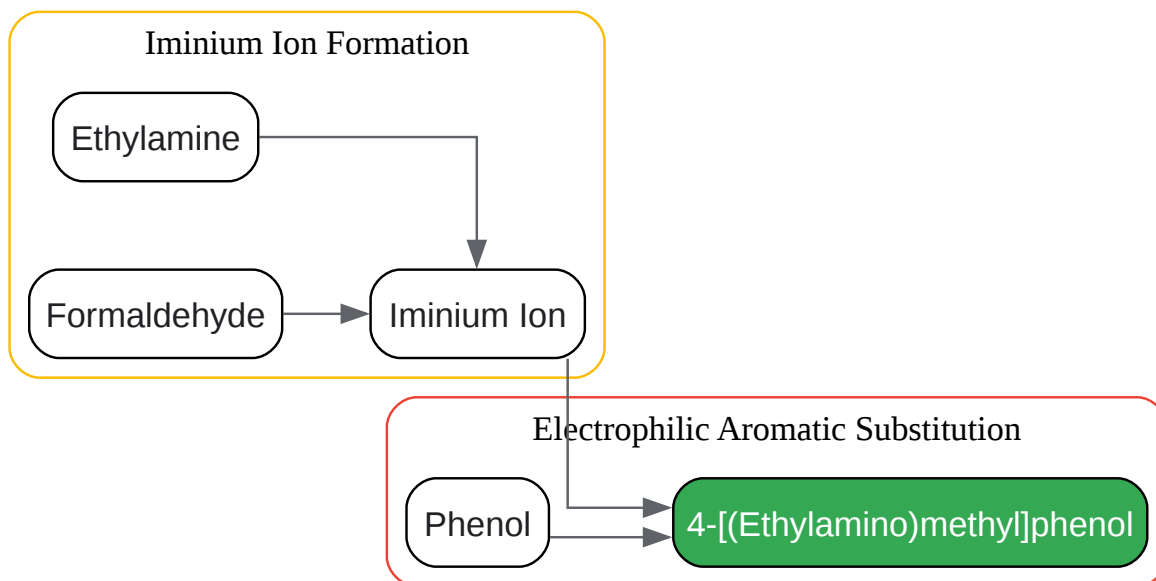 Iminium Ion Formation
Ethylamine
Formaldehyde
Iminium Ion
Electrophilic Aromatic Substitution
Phenol
4-[(Ethylamino)methyl]phenol